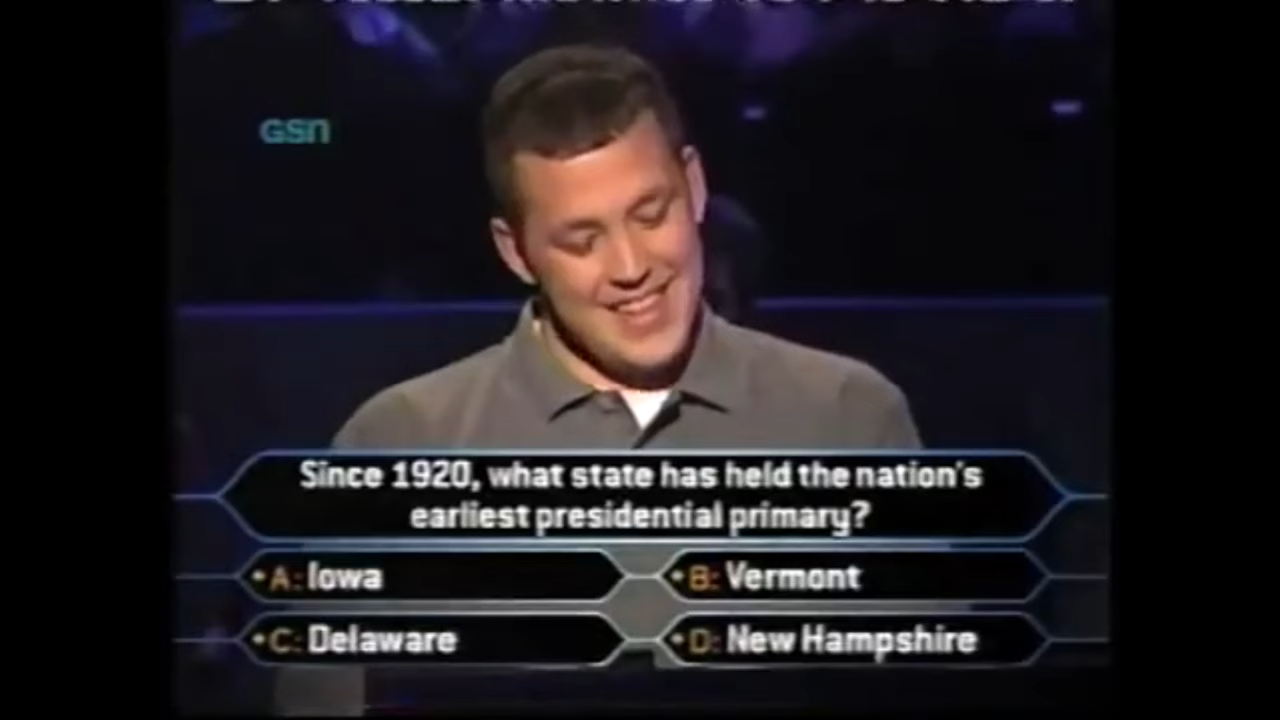 GSN
Since 1920, what state has held the nation's
earliest presidential primary?
A: Iowa
B: Vermont
C: Delaware
D: New Hampshire